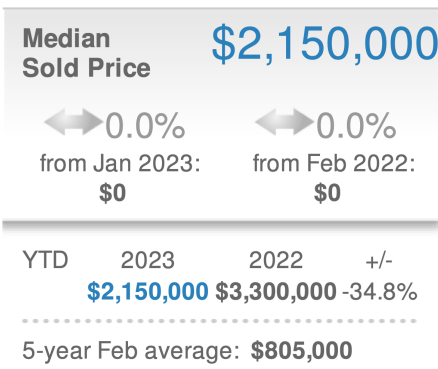 Median
Sold Price
$2,150,000
0.0% 0.0%
from Jan 2023: from Feb 2022:
$0 $0
YTD 2023 2022 +/-
$2,150,000 $3,300,000 -34.8%
5-year Feb average: $805,000